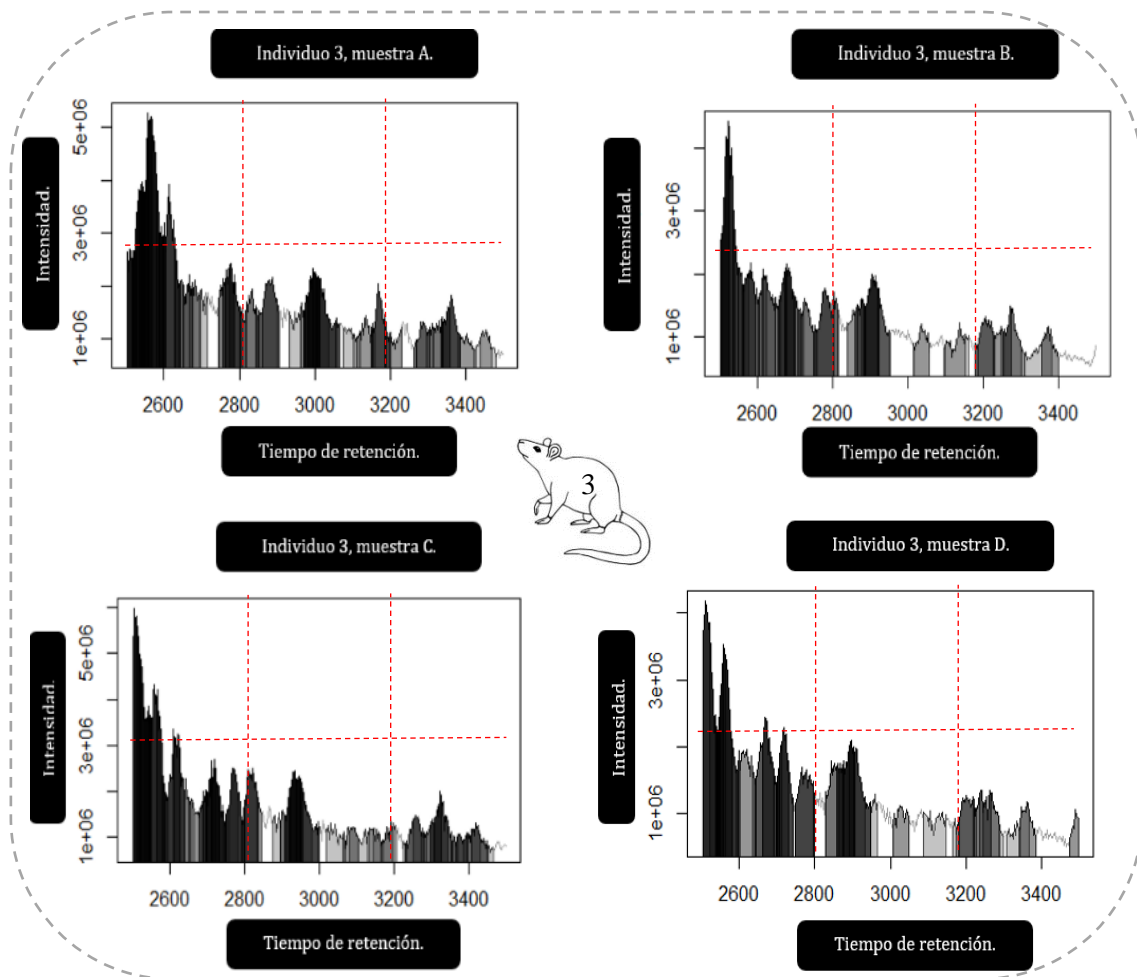 Individuo 3, muestra A.
Individuo 3, muestra B.
Intensidad.
5e+06
3e+06
1e+06
2600 2800 3000 3200 3400
Tiempo de retención.
Intensidad.
3e+06
1e+06
2600 2800 3000 3200 3400
Tiempo de retención.
3
Individuo 3, muestra C.
Individuo 3, muestra D.
Intensidad.
5e+06
3e+06
1e+06
2600 2800 3000 3200 3400
Tiempo de retención.
Intensidad.
3e+06
1e+06
2600 2800 3000 3200 3400
Tiempo de retención.